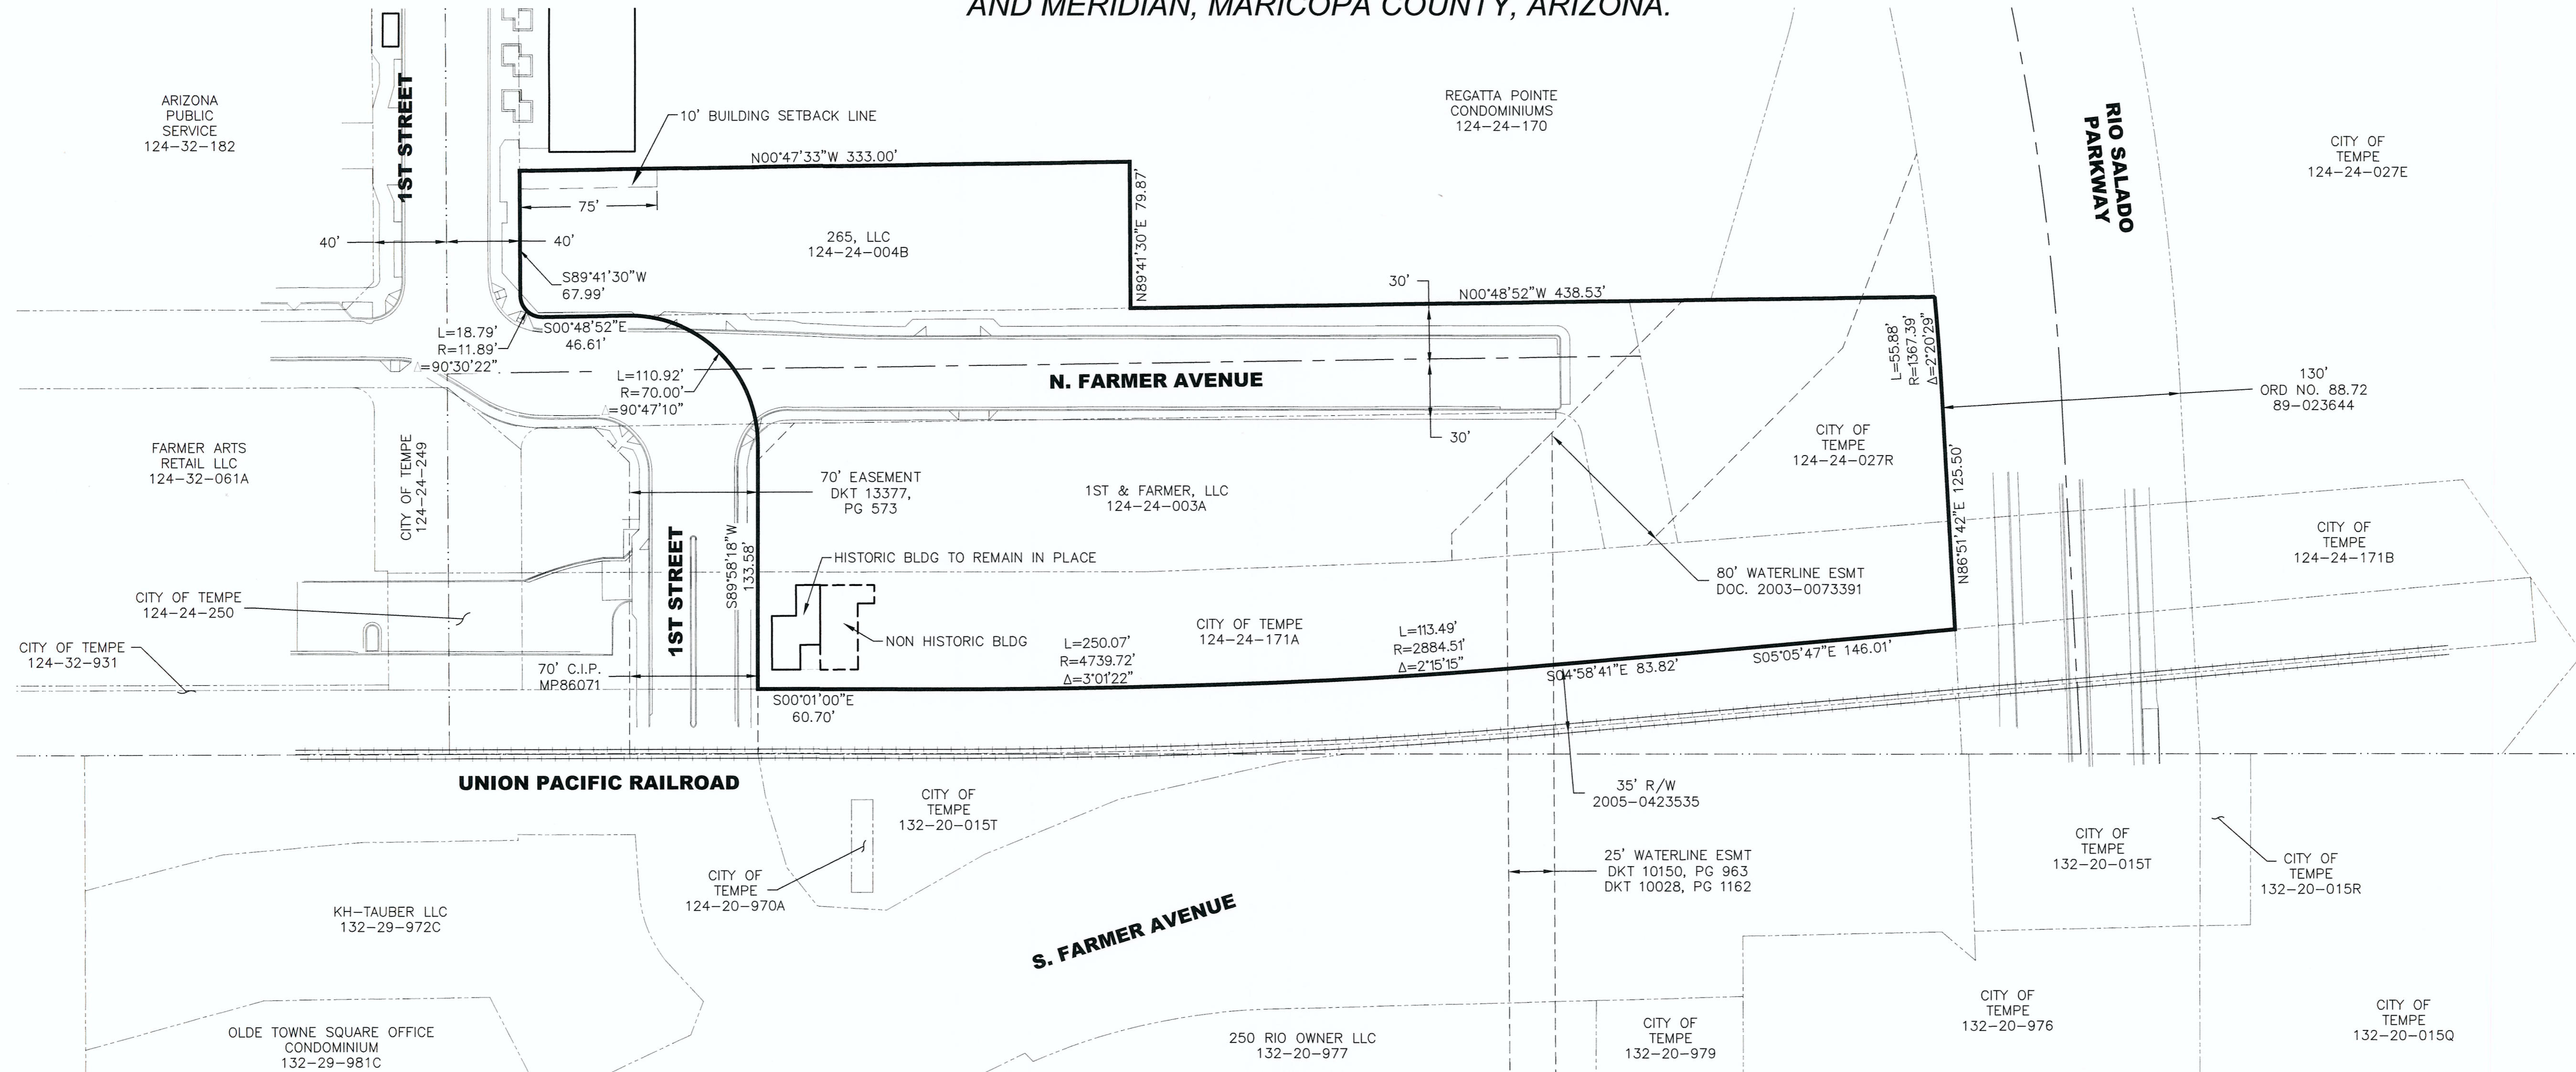 AND MERIDIAN, MARICOPA COUNTY, ARIZONA.
ARIZONA
PUBLIC
SERVICE
124-32-182
1ST STREET
10' BUILDING SETBACK LINE
REGATTA POINTE
CONDOMINIUMS
124-24-170
RIO SALADO
PARKWAY
CITY OF
TEMPE
124-24-027E
N00°47'33"W 333.00'
75'
N89°41'30"E 79.87'
40'
40'
265, LLC
124-24-004B
S89°41'30"W
67.99'
30'
N00°48'52"W 438.53'
L=18.79'
R=11.89'
Δ=90°30'22"
S00°48'52"E
46.61'
L=55.88'
R=1367.39'
Δ=2°20'29"
L=110.92'
R=70.00'
Δ=90°47'10"
N. FARMER AVENUE
130'
ORD NO. 88.72
89-023644
30'
FARMER ARTS
RETAIL LLC
124-32-061A
CITY OF TEMPE
124-24-249
70' EASEMENT
DKT 13377,
PG 573
1ST & FARMER, LLC
124-24-003A
CITY OF
TEMPE
124-24-027R
N86°51'42"E 125.50'
S89°58'18"W
133.58'
1ST STREET
HISTORIC BLDG TO REMAIN IN PLACE
CITY OF
TEMPE
124-24-171B
80' WATERLINE ESMT
DOC. 2003-0073391
CITY OF TEMPE
124-24-250
CITY OF TEMPE
124-32-931
NON HISTORIC BLDG
CITY OF TEMPE
124-24-171A
L=250.07'
R=4739.72'
Δ=3°01'22"
L=113.49'
R=2884.51'
Δ=2°15'15"
S04°58'41"E 83.82'
S05°05'47"E 146.01'
70' C.I.P.
MP86071
S00°01'00"E
60.70'
UNION PACIFIC RAILROAD
35' R/W
2005-0423535
CITY OF
TEMPE
132-20-015T
CITY OF
TEMPE
124-20-970A
25' WATERLINE ESMT
DKT 10150, PG 963
DKT 10028, PG 1162
CITY OF
TEMPE
132-20-015T
CITY OF
TEMPE
132-20-015R
KH-TAUBER LLC
132-29-972C
S. FARMER AVENUE
OLDE TOWNE SQUARE OFFICE
CONDOMINIUM
132-29-981C
250 RIO OWNER LLC
132-20-977
CITY OF
TEMPE
132-20-979
CITY OF
TEMPE
132-20-976
CITY OF
TEMPE
132-20-015Q